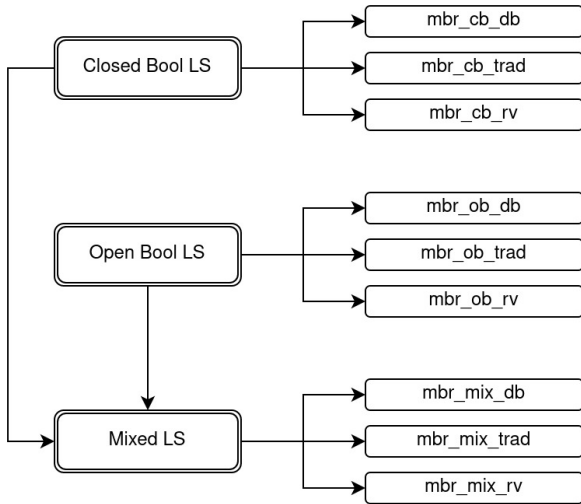 mbr_cb_db
Closed Bool LS
mbr_cb_trad
mbr_cb_rv
mbr_ob_db
Open Bool LS
mbr_ob_trad
mbr_ob_rv
mbr_mix_db
Mixed LS
mbr_mix_trad
mbr_mix_rv